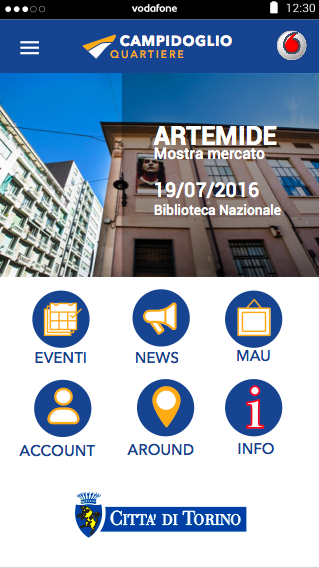 vodafone
12:30
CAMPIDOGLIO
QUARTIERE
ARTEMIDE
Mostra mercato
19/07/2016
Biblioteca Nazionale
EVENTI
NEWS
MAU
ACCOUNT
AROUND
INFO
CITTA' DI TORINO